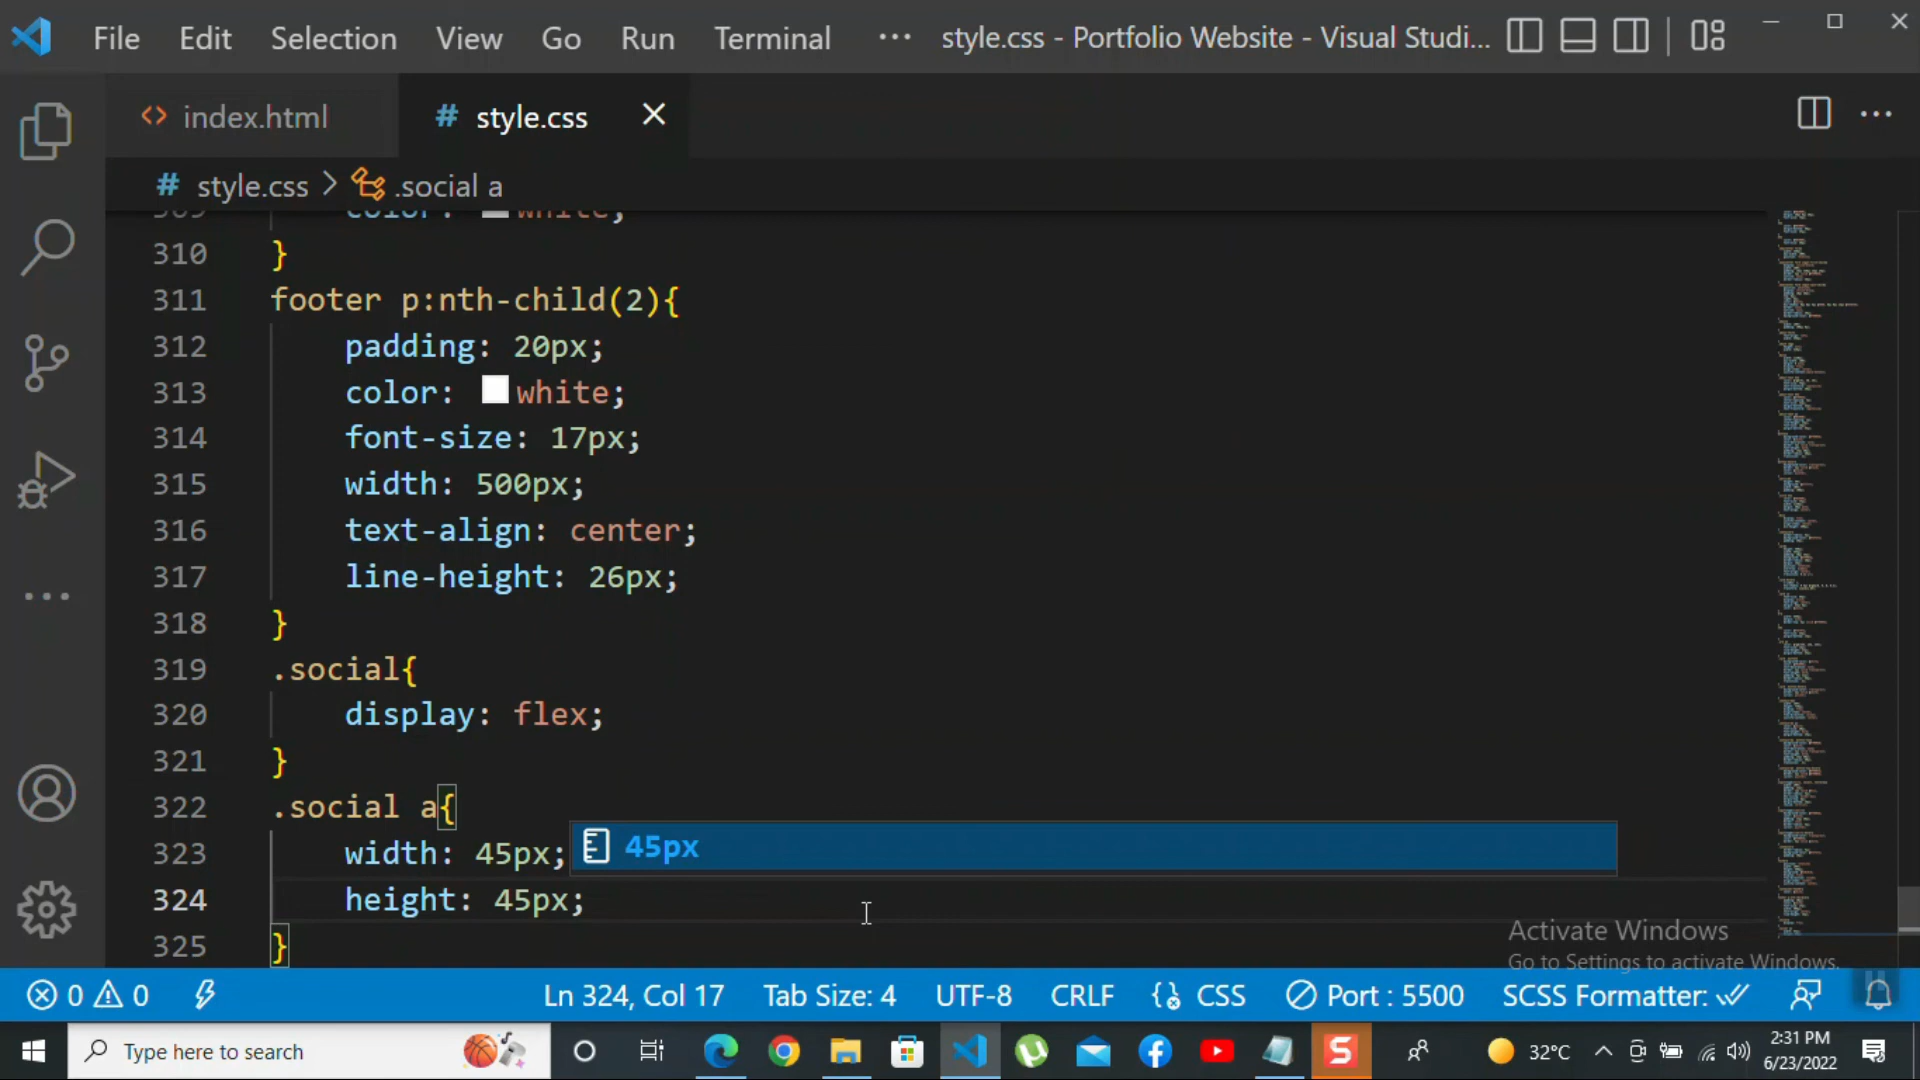 File Edit Selection View Go Run Terminal ··· style.css - Portfolio Website - Visual Studi...
<> index.html # style.css
# style.css > .social a
309 color: white;
310 }
311 footer p:nth-child(2){
312 padding: 20px;
313 color: white;
314 font-size: 17px;
315 width: 500px;
316 text-align: center;
317 line-height: 26px;
318 }
319 .social{
320 display: flex;
321 }
322 .social a{
323 width: 45px; 45px
324 height: 45px;
325 }
Activate Windows
Go to Settings to activate Windows.
0 0 Ln 324, Col 17 Tab Size: 4 UTF-8 CRLF CSS Port : 5500 SCSS Formatter:
Type here to search 32°C 2:31 PM
6/23/2022